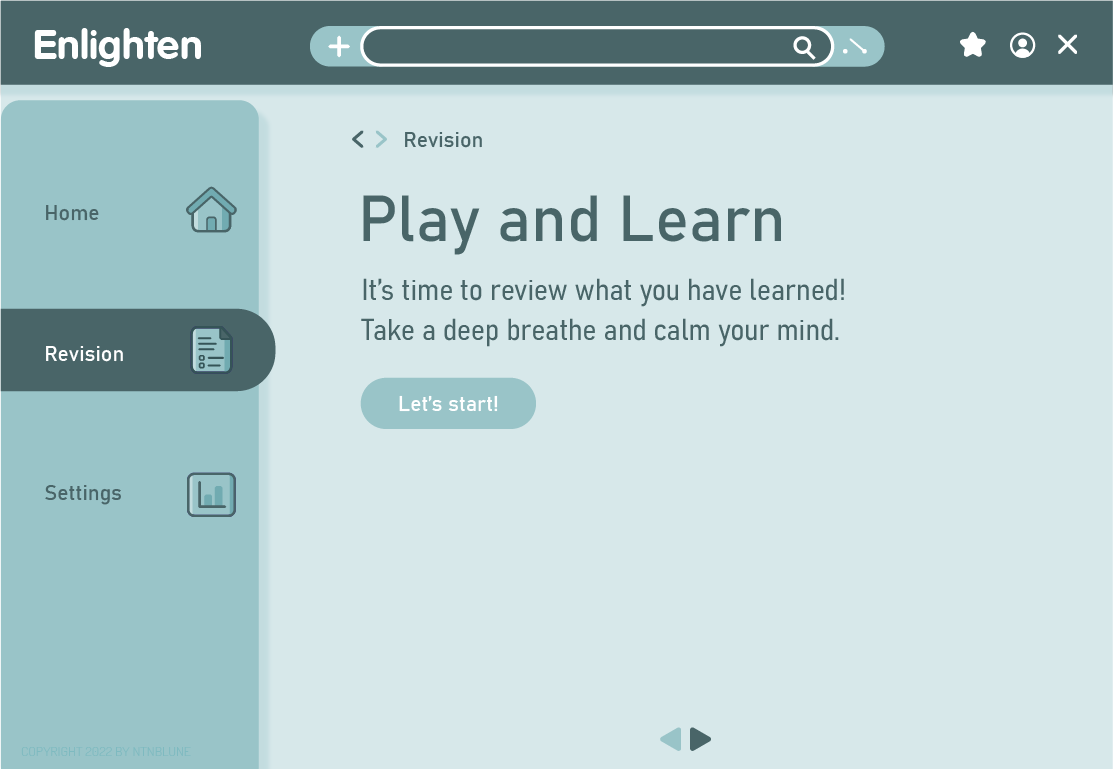 Enlighten
Revision
Home
Play and Learn
It's time to review what you have learned!
Take a deep breathe and calm your mind.
Revision
Let's start!
Settings
COPYRIGHT 2022 BY NTNBLUNE